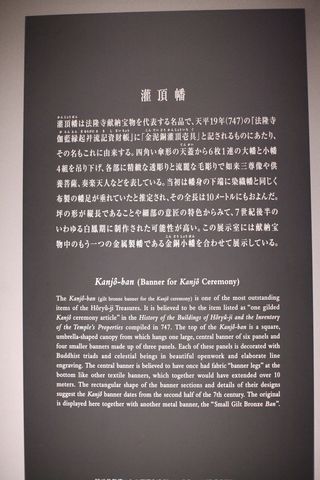 灌頂幡
灌頂幡は法隆寺献納宝物を代表する名品で、天平19年(747)の「法隆寺
伽藍縁起并流記資財帳」に「金泥銅灌頂壱具」と記されるものにあたり、
その名もこれに由来する。四角い傘形の天蓋から6枚1連の大幡と小幡
4組を吊り下げ、各部に精緻な透彫りと流麗な毛彫りで如来三尊像や供
養菩薩、奏楽天人などを表している。当初は幡身の下端に染織幡と同じく
布製の幡足が垂れていたと推定され、その全長は10メートルにもおよんだ。
坪の形が縦長であることや細部の意匠の特色からみて、7世紀後半の
いわゆる白鳳期に制作された可能性が高い。この展示室には献納宝
物中のもう一つの金属製幡である金銅小幡を合わせて展示している。
Kanjô-ban (Banner for Kanjô Ceremony)
The Kanjô-ban (gilt bronze banner for the Kanjô ceremony) is one of the most outstanding
items of the Hôryû-ji Treasures. It is believed to be the item listed as “one gilded
Kanjô ceremony article” in the History of the Buildings of Hôryû-ji and the Inventory
of the Temple's Properties compiled in 747. The top of the Kanjô-ban is a square,
umbrella-shaped canopy from which hangs one large, central banner of six panels and
four smaller banners made up of three panels. Each of these panels is decorated with
Buddhist triads and celestial beings in beautiful openwork and elaborate line
engraving. The central banner is believed to have once had fabric “banner legs” at the
bottom like other textile banners, which together would have extended over 10
meters. The rectangular shape of the banner sections and details of their designs
suggest the Kanjô banner dates from the second half of the 7th century. The original
is displayed here together with another metal banner, the “Small Gilt Bronze Ban”.